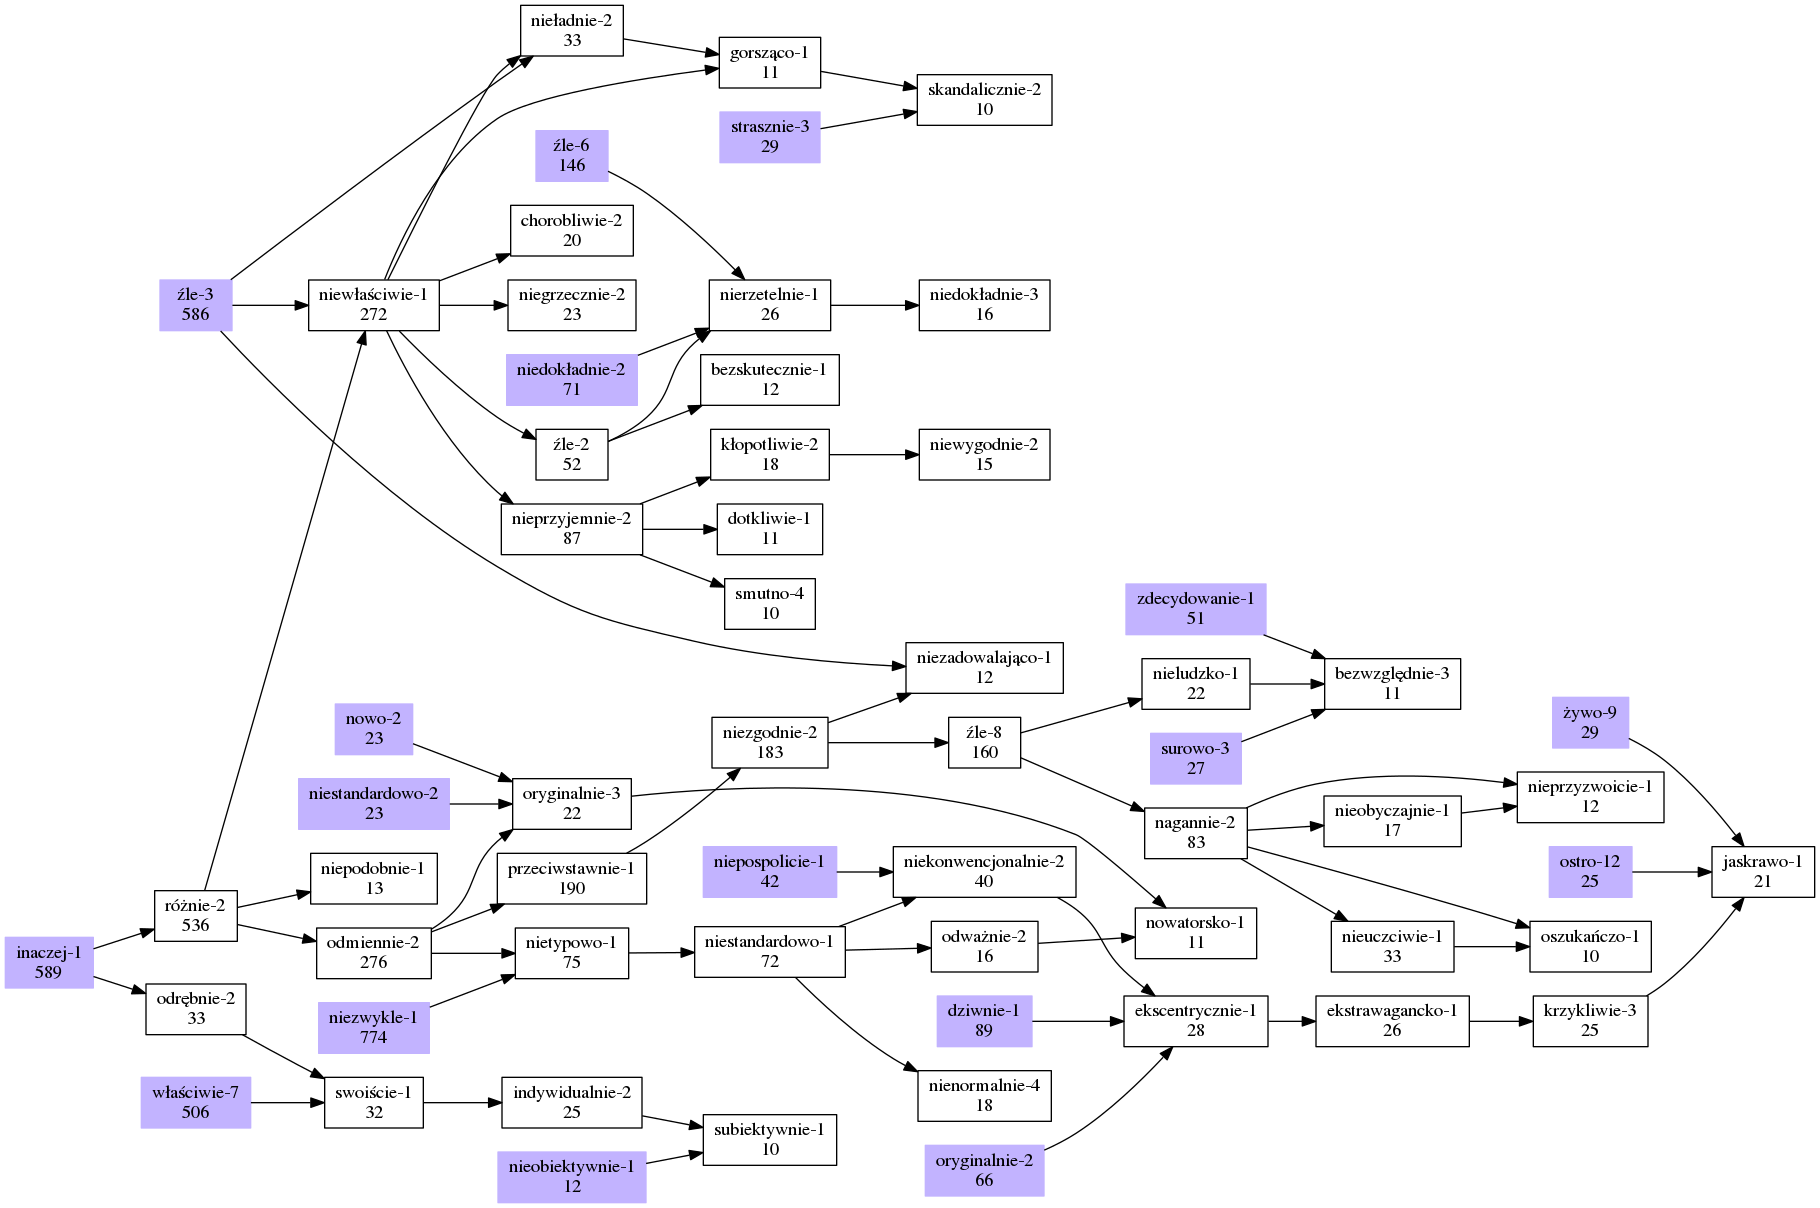 nieładnie-2
33
gorsząco-1
11
skandalicznie-2
10
strasznie-3
29
źle-6
146
chorobliwie-2
20
źle-3
586
niewłaściwie-1
272
niegrzecznie-2
23
nierzetelnie-1
26
niedokładnie-3
16
niedokładnie-2
71
bezskutecznie-1
12
źle-2
52
kłopotliwie-2
18
niewygodnie-2
15
nieprzyjemnie-2
87
dotkliwie-1
11
smutno-4
10
zdecydowanie-1
51
niezadowalająco-1
12
nieludzko-1
22
bezwzględnie-3
11
nowo-2
23
niezgodnie-2
183
źle-8
160
surowo-3
27
żywo-9
29
niestandardowo-2
23
oryginalnie-3
22
nagannie-2
83
nieobyczajnie-1
17
nieprzyzwoicie-1
12
niepodobnie-1
13
przeciwstawnie-1
190
niepospolicie-1
42
niekonwencjonalnie-2
40
ostro-12
25
jaskrawo-1
21
różnie-2
536
odmiennie-2
276
nietypowo-1
75
niestandardowo-1
72
odważnie-2
16
nowatorsko-1
11
nieuczciwie-1
33
oszukańczo-1
10
inaczej-1
589
odrębnie-2
33
niezwykle-1
774
dziwnie-1
89
ekscentrycznie-1
28
ekstrawagancko-1
26
krzykliwie-3
25
właściwie-7
506
swoiście-1
32
indywidualnie-2
25
nienormalnie-4
18
subiektywnie-1
10
nieobiektywnie-1
12
oryginalnie-2
66